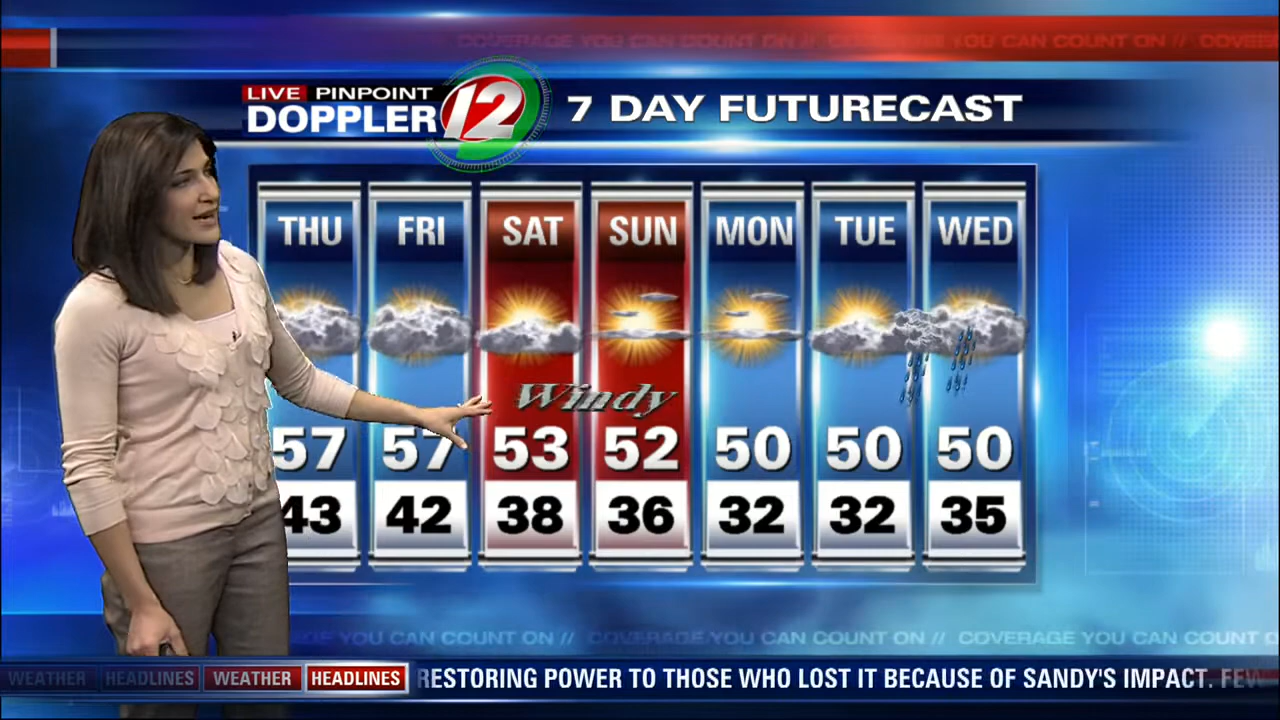 COVERAGE YOU CAN COUNT ON // COVERAGE YOU CAN COUNT ON //
LIVE PINPOINT
DOPPLER 12
7 DAY FUTURECAST
THU FRI SAT SUN MON TUE WED
Windy
57 57 53 52 50 50 50
43 42 38 36 32 32 35
YOU CAN COUNT ON // COVERAGE YOU CAN COUNT ON // COVERAGE YOU CAN COUNT
WEATHER HEADLINES WEATHER HEADLINES RESTORING POWER TO THOSE WHO LOST IT BECAUSE OF SANDY'S IMPACT.